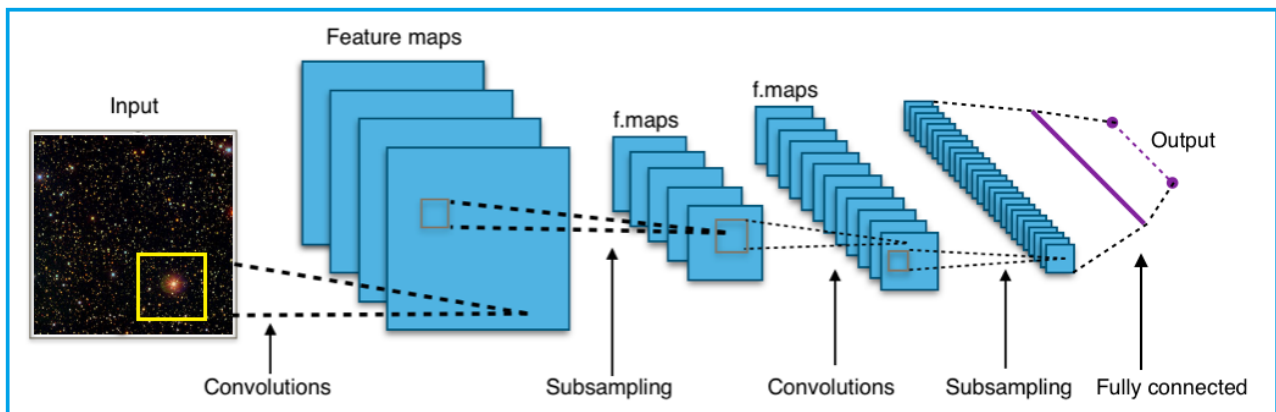 Feature maps
Input
f.maps
f.maps
Output
Convolutions
Subsampling
Convolutions
Subsampling
Fully connected